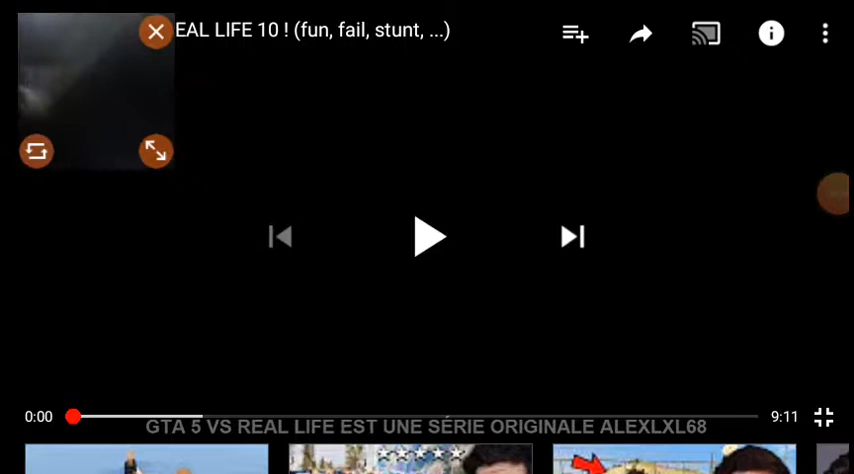 EAL LIFE 10 ! (fun, fail, stunt, ...)
0:00
9:11
GTA 5 VS REAL LIFE EST UNE SÉRIE ORIGINALE ALEXLXL68